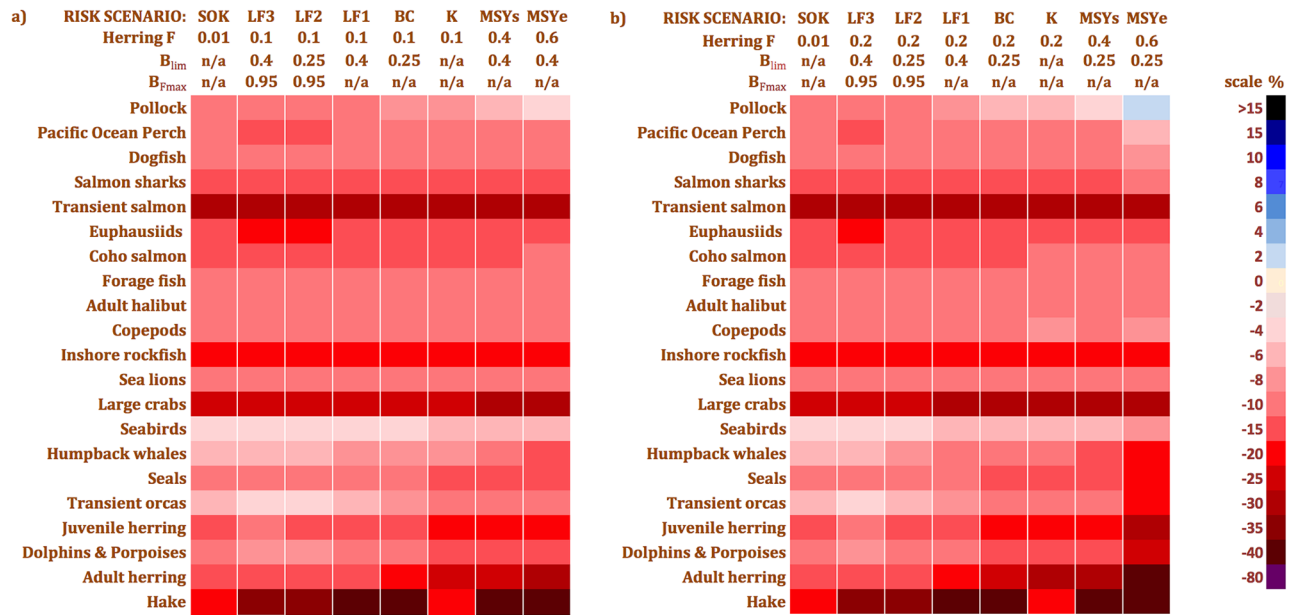 a) RISK SCENARIO: SOK LF3 LF2 LF1 BC K MSYs MSYe
Herring F 0.01 0.1 0.1 0.1 0.1 0.1 0.4 0.6
Blim n/a 0.4 0.25 0.4 0.25 n/a 0.4 0.4
BFmax n/a 0.95 0.95 n/a n/a n/a n/a n/a
Pollock
Pacific Ocean Perch
Dogfish
Salmon sharks
Transient salmon
Euphausiids
Coho salmon
Forage fish
Adult halibut
Copepods
Inshore rockfish
Sea lions
Large crabs
Seabirds
Humpback whales
Seals
Transient orcas
Juvenile herring
Dolphins & Porpoises
Adult herring
Hake
b) RISK SCENARIO: SOK LF3 LF2 LF1 BC K MSYs MSYe
Herring F 0.01 0.2 0.2 0.2 0.2 0.2 0.4 0.6
Blim n/a 0.4 0.25 0.4 0.25 n/a 0.25 0.25
BFmax n/a 0.95 0.95 n/a n/a n/a n/a n/a
Pollock
Pacific Ocean Perch
Dogfish
Salmon sharks
Transient salmon
Euphausiids
Coho salmon
Forage fish
Adult halibut
Copepods
Inshore rockfish
Sea lions
Large crabs
Seabirds
Humpback whales
Seals
Transient orcas
Juvenile herring
Dolphins & Porpoises
Adult herring
Hake
scale %
>15
15
10
8
6
4
2
0
-2
-4
-6
-8
-10
-15
-20
-25
-30
-35
-40
-80